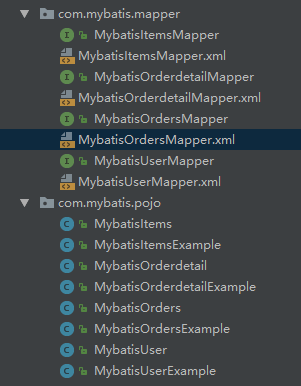 com.mybatis.mapper
MybatisItemsMapper
MybatisItemsMapper.xml
MybatisOrderdetailMapper
MybatisOrderdetailMapper.xml
MybatisOrdersMapper
MybatisOrdersMapper.xml
MybatisUserMapper
MybatisUserMapper.xml
com.mybatis.pojo
MybatisItems
MybatisItemsExample
MybatisOrderdetail
MybatisOrderdetailExample
MybatisOrders
MybatisOrdersExample
MybatisUser
MybatisUserExample